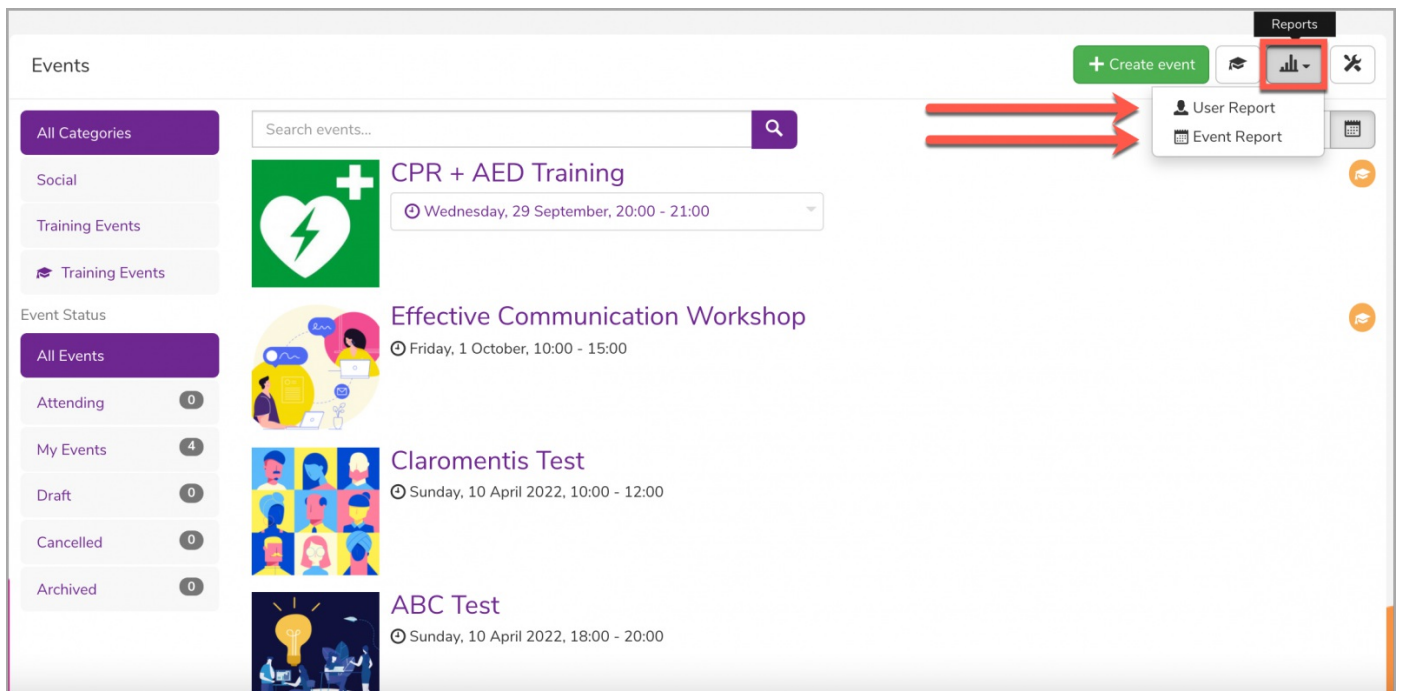 Reports
Events
Create event
User Report
Event Report
All Categories
Social
Training Events
Training Events
Event Status
All Events
Attending 0
My Events 4
Draft 0
Cancelled 0
Archived 0
Search events...
CPR + AED Training
Wednesday, 29 September, 20:00 - 21:00
Effective Communication Workshop
Friday, 1 October, 10:00 - 15:00
Claromentis Test
Sunday, 10 April 2022, 10:00 - 12:00
ABC Test
Sunday, 10 April 2022, 18:00 - 20:00